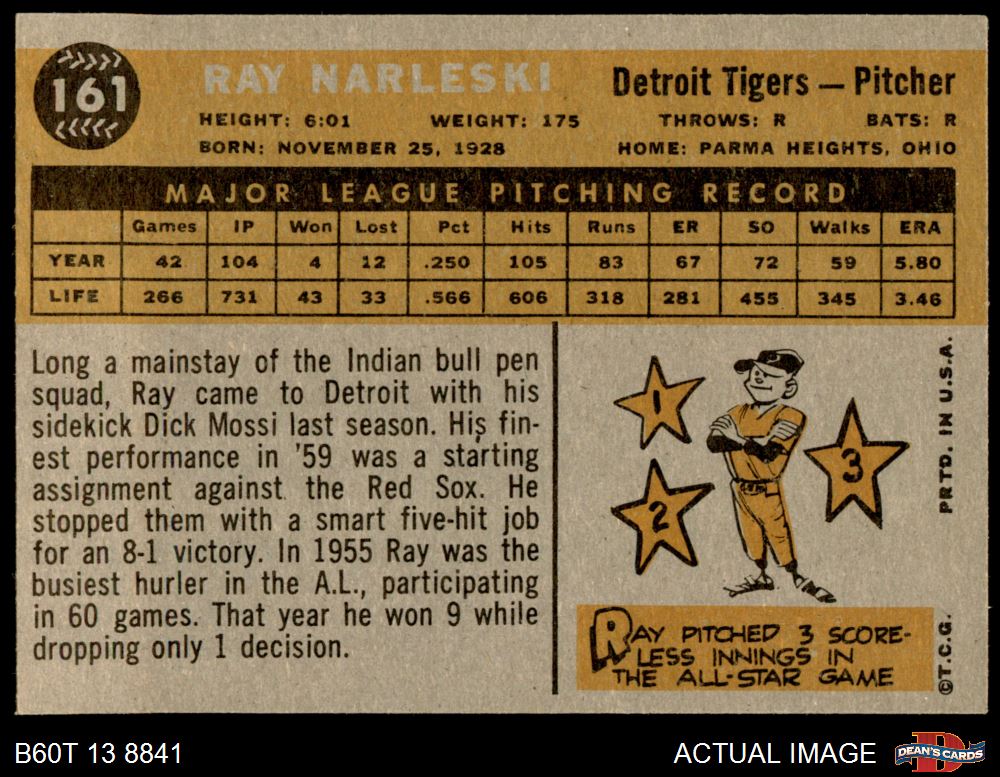 161
RAY NARLESKI
Detroit Tigers — Pitcher
HEIGHT: 6:01 WEIGHT: 175 THROWS: R BATS: R
BORN: NOVEMBER 25, 1928 HOME: PARMA HEIGHTS, OHIO
MAJOR LEAGUE PITCHING RECORD
Games IP Won Lost Pct Hits Runs ER SO Walks ERA
YEAR 42 104 4 12 .250 105 83 67 72 59 5.80
LIFE 266 731 43 33 .566 606 318 281 455 345 3.46
Long a mainstay of the Indian bull pen
squad, Ray came to Detroit with his
sidekick Dick Mossi last season. His fin-
est performance in '59 was a starting
assignment against the Red Sox. He
stopped them with a smart five-hit job
for an 8-1 victory. In 1955 Ray was the
busiest hurler in the A.L., participating
in 60 games. That year he won 9 while
dropping only 1 decision.
1
2
3
RAY PITCHED 3 SCORE-
LESS INNINGS IN
THE ALL-STAR GAME
PRTD. IN U.S.A.
©T.C.G.
B60T 13 8841
ACTUAL IMAGE
D
DEAN'S CARDS